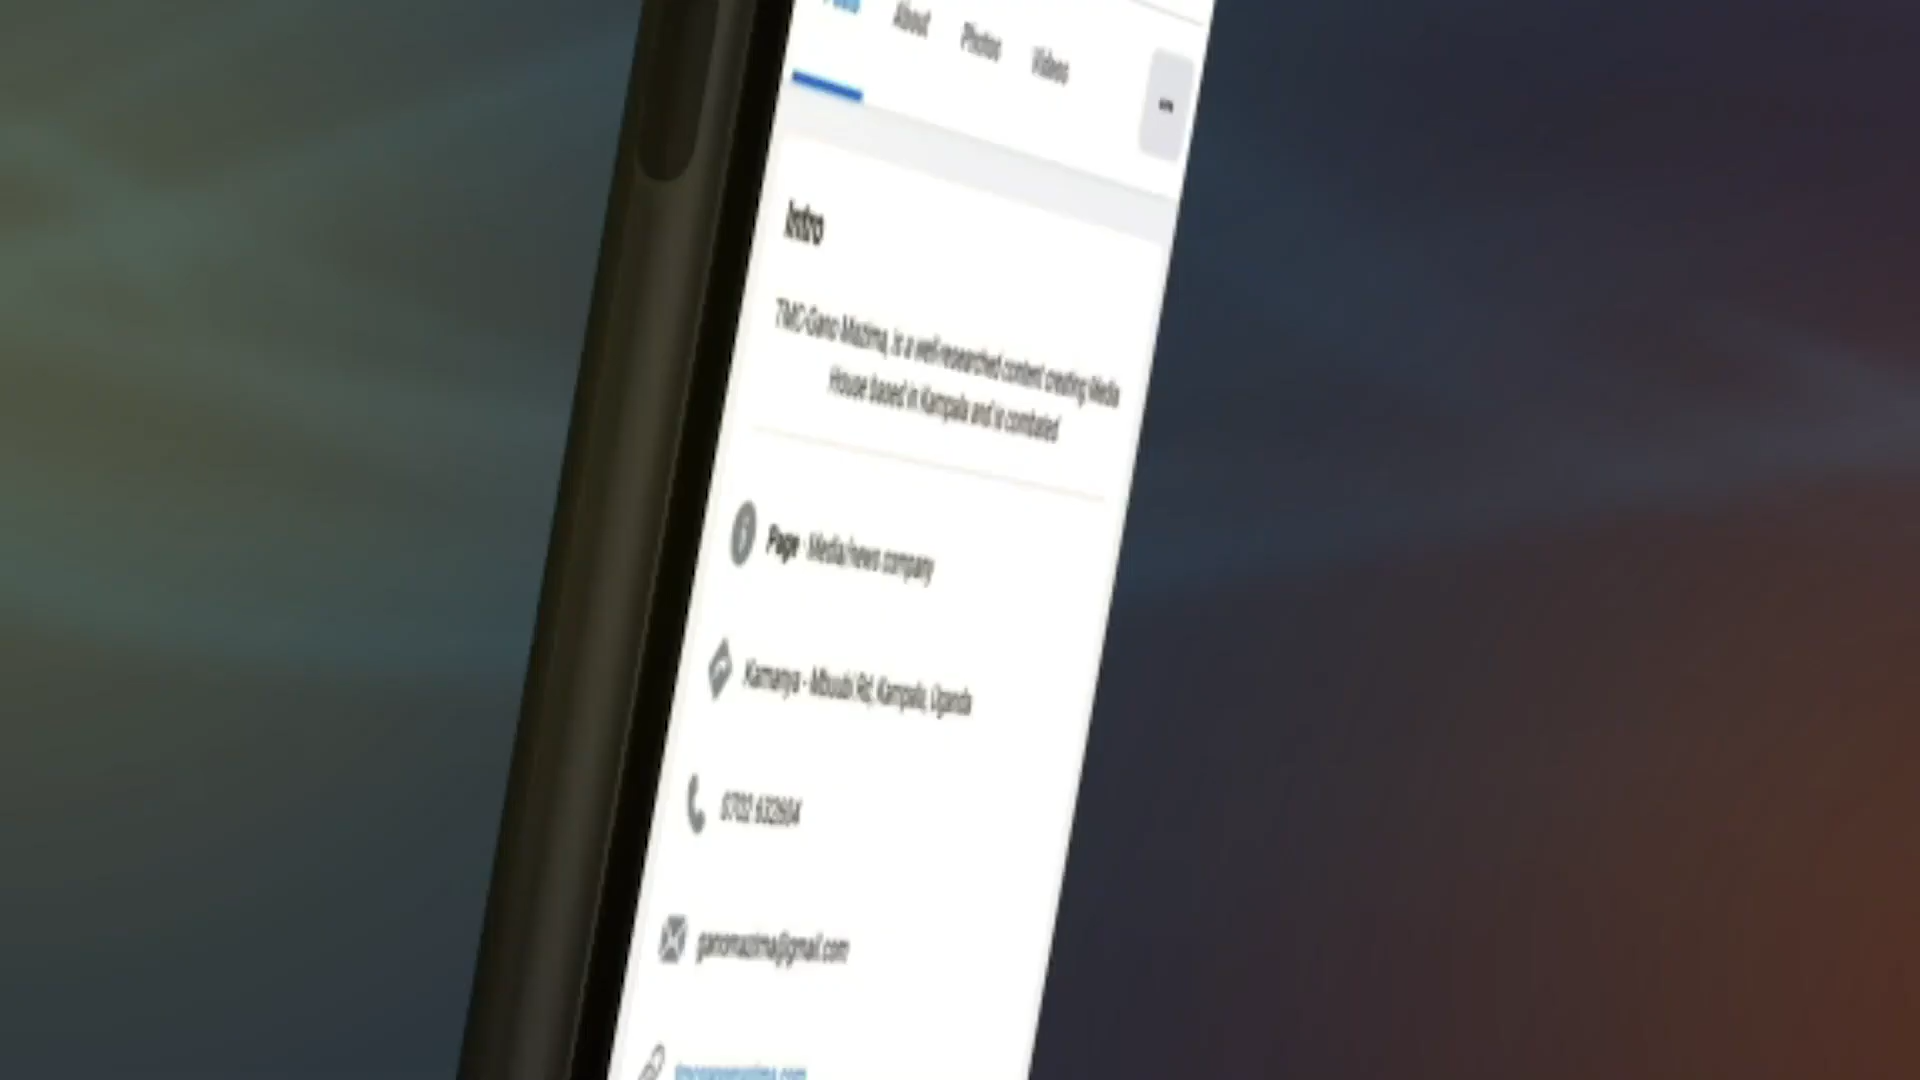 About
Photos
Videos
Intro
TMC-Gano Mazima, is a well-researched content creating Media
House based in Kampala and is combated
Page · Media/news company
Kamanya - Mbuubi Rd, Kampala, Uganda
0702 632604
ganomazima@gmail.com